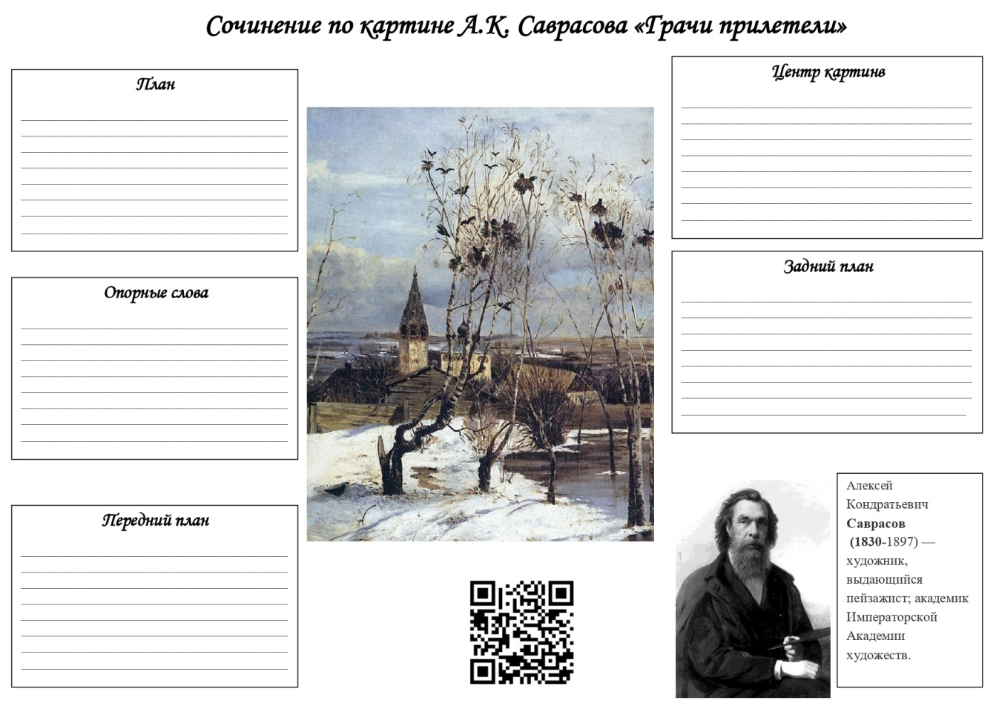 Сочинение по картине А.К. Саврасова «Грачи прилетели»
План
Опорные слова
Передний план
Центр картинв
Задний план
Алексей
Кондратьевич
Саврасов
(1830-1897) —
художник,
выдающийся
пейзажист; академик
Императорской
Академии
художеств.